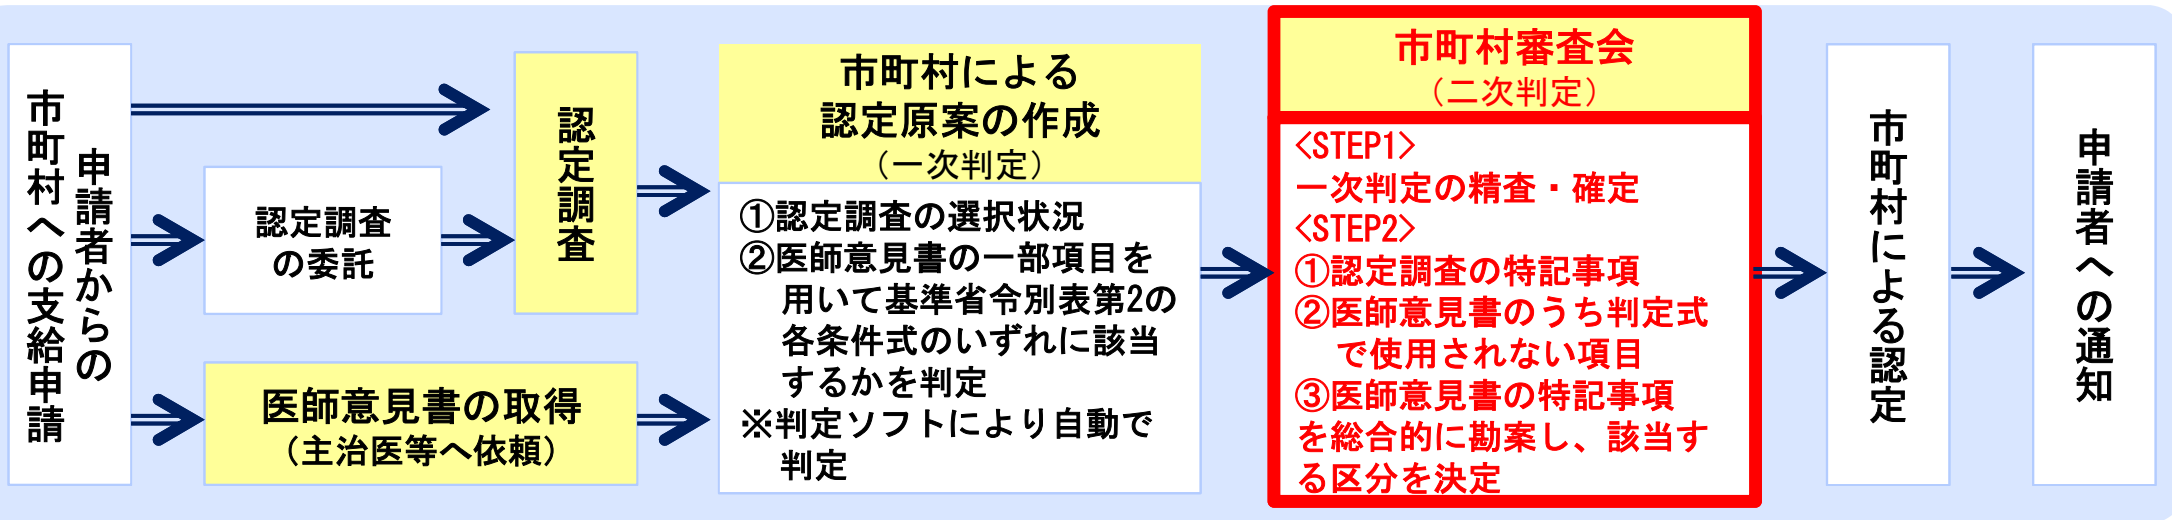 申請者からの
市町村への支給申請
認定調査
の委託
医師意見書の取得
（主治医等へ依頼）
認定調査
市町村による
認定原案の作成
（一次判定）
①認定調査の選択状況
②医師意見書の一部項目を
用いて基準省令別表第2の
各条件式のいずれに該当
するかを判定
※判定ソフトにより自動で
判定
市町村審査会
（二次判定）
<STEP1>
一次判定の精査・確定
<STEP2>
①認定調査の特記事項
②医師意見書のうち判定式
で使用されない項目
③医師意見書の特記事項
を総合的に勘案し、該当す
る区分を決定
市町村による認定
申請者への通知